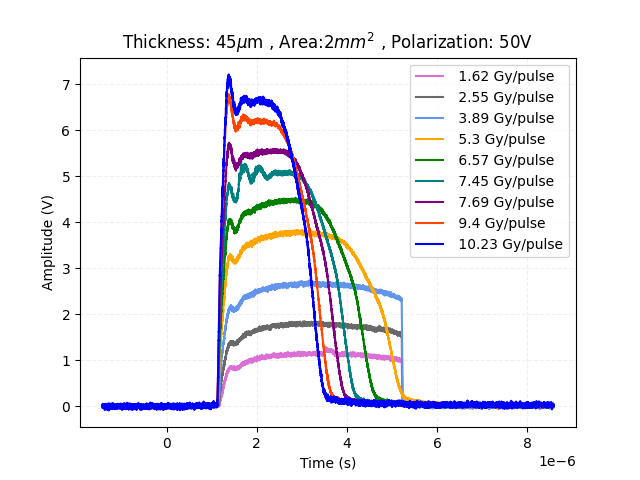 Thickness: 45μm , Area:2mm² , Polarization: 50V
Amplitude (V)
7
6
5
4
3
2
1
0
1.62 Gy/pulse
2.55 Gy/pulse
3.89 Gy/pulse
5.3 Gy/pulse
6.57 Gy/pulse
7.45 Gy/pulse
7.69 Gy/pulse
9.4 Gy/pulse
10.23 Gy/pulse
0 2 4 6 8
Time (s)
1e−6